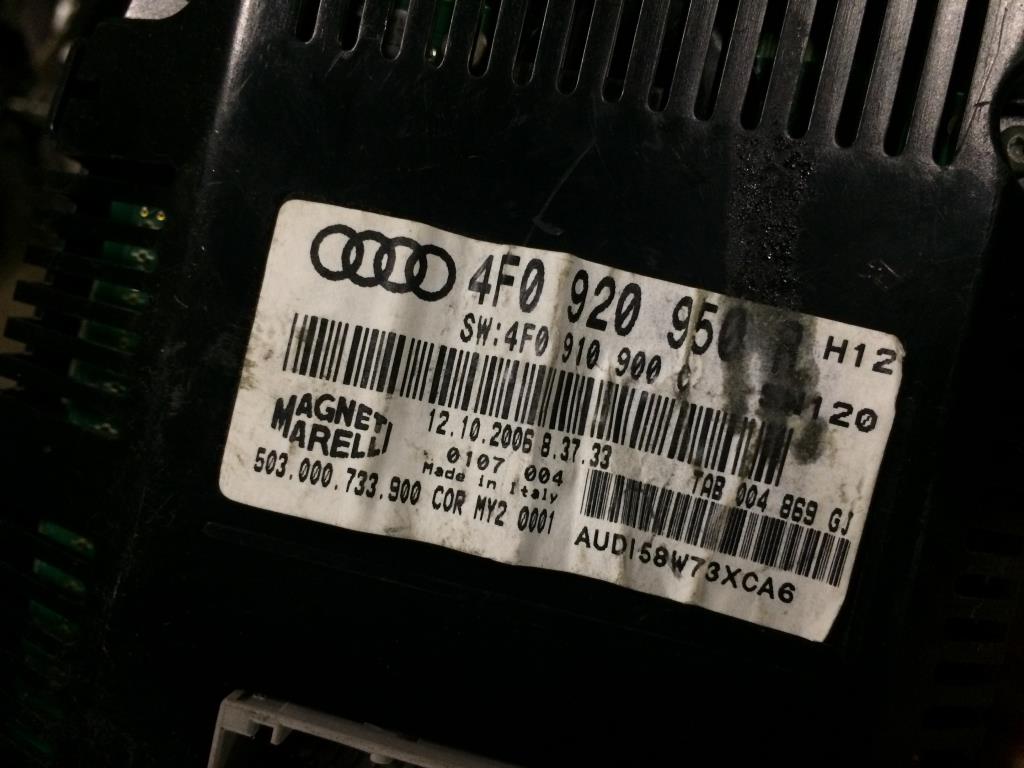 4F0 920 950 H12
SW:4F0 910 900
120
MAGNETI
MARELLI
12.10.2006 8.37.33
0107 004
Made in Italy
TAB 004 869 GJ
503.000.733.900 COR MY2 0001
AUDI58W73XCA6